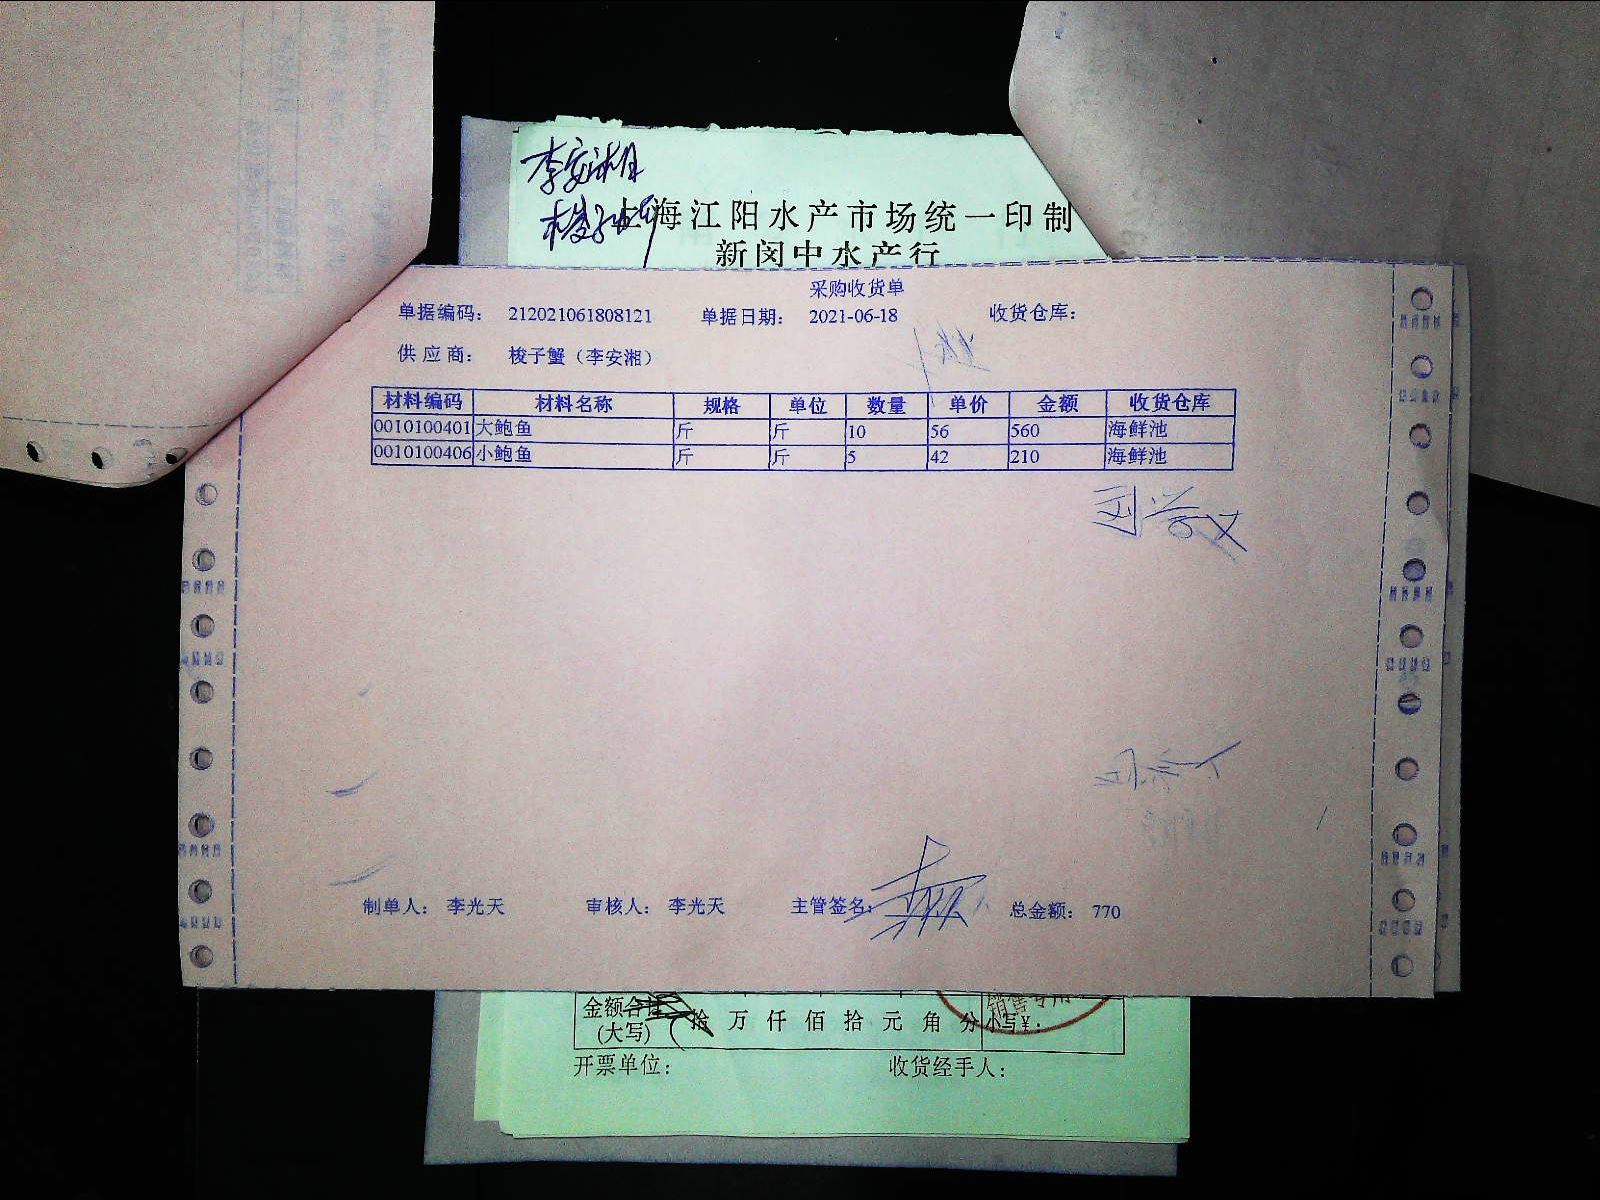 李安湘
梭子蟹
上海江阳水产市场统一印制
新闵中水产行
采购收货单
单据编码: 212021061808121 单据日期: 2021-06-18 收货仓库:
供应商: 梭子蟹（李安湘）
材料编码 材料名称 规格 单位 数量 单价 金额 收货仓库
0010100401 大鲍鱼 斤 斤 10 56 560 海鲜池
0010100406 小鲍鱼 斤 斤 5 42 210 海鲜池
制单人: 李光天 审核人: 李光天 主管签名: 总金额: 770
销售专用
金额合计
(大写) 拾 万 仟 佰 拾 元 角 分 小写¥:
开票单位: 收货经手人: